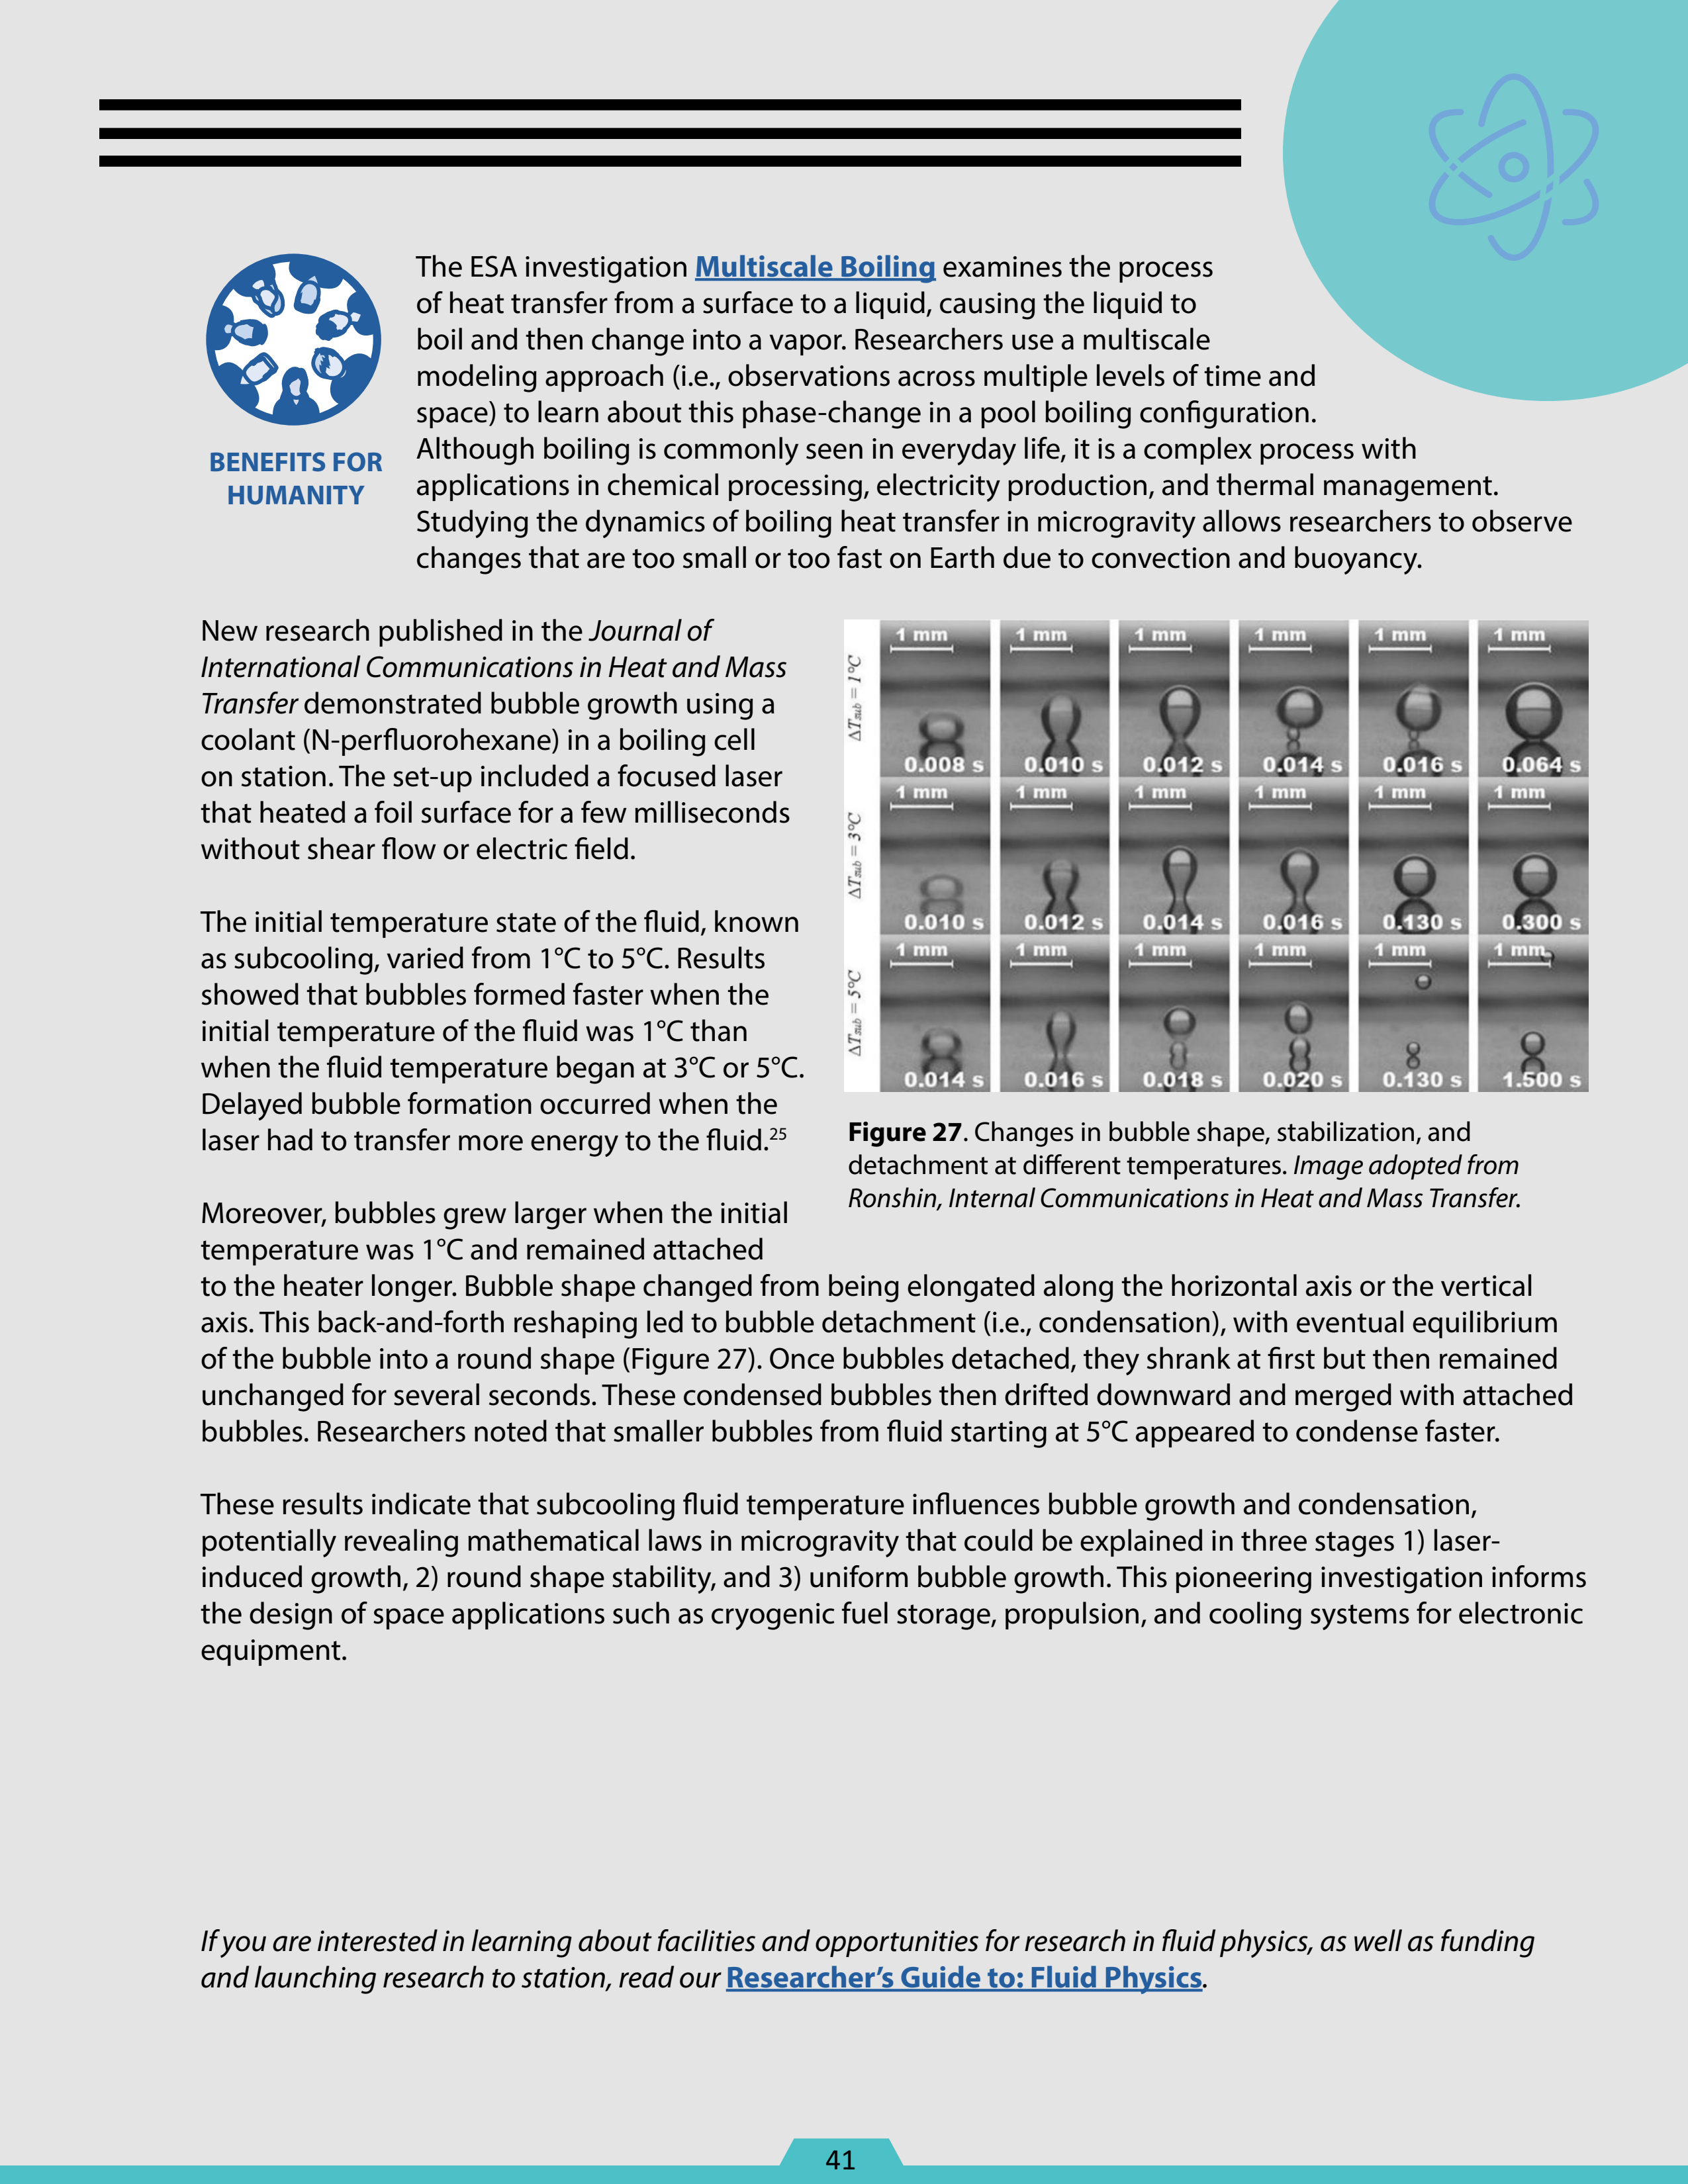 The ESA investigation Multiscale Boiling examines the process
of heat transfer from a surface to a liquid, causing the liquid to
boil and then change into a vapor. Researchers use a multiscale
modeling approach (i.e., observations across multiple levels of time and
space) to learn about this phase-change in a pool boiling configuration.
Although boiling is commonly seen in everyday life, it is a complex process with
applications in chemical processing, electricity production, and thermal management.
Studying the dynamics of boiling heat transfer in microgravity allows researchers to observe
changes that are too small or too fast on Earth due to convection and buoyancy.
BENEFITS FOR
HUMANITY
New research published in the Journal of
International Communications in Heat and Mass
Transfer demonstrated bubble growth using a
coolant (N-perfluorohexane) in a boiling cell
on station. The set-up included a focused laser
that heated a foil surface for a few milliseconds
without shear flow or electric field.
The initial temperature state of the fluid, known
as subcooling, varied from 1°C to 5°C. Results
showed that bubbles formed faster when the
initial temperature of the fluid was 1°C than
when the fluid temperature began at 3°C or 5°C.
Delayed bubble formation occurred when the
laser had to transfer more energy to the fluid.25
ΔTsub = 1°C
1 mm 1 mm 1 mm 1 mm 1 mm 1 mm
0.008 s 0.010 s 0.012 s 0.014 s 0.016 s 0.064 s
ΔTsub = 3°C
1 mm 1 mm 1 mm 1 mm 1 mm 1 mm
0.010 s 0.012 s 0.014 s 0.016 s 0.130 s 0.300 s
ΔTsub = 5°C
1 mm 1 mm 1 mm 1 mm 1 mm 1 mm
0.014 s 0.016 s 0.018 s 0.020 s 0.130 s 1.500 s
Figure 27. Changes in bubble shape, stabilization, and
detachment at different temperatures. Image adopted from
Ronshin, Internal Communications in Heat and Mass Transfer.
Moreover, bubbles grew larger when the initial
temperature was 1°C and remained attached
to the heater longer. Bubble shape changed from being elongated along the horizontal axis or the vertical
axis. This back-and-forth reshaping led to bubble detachment (i.e., condensation), with eventual equilibrium
of the bubble into a round shape (Figure 27). Once bubbles detached, they shrank at first but then remained
unchanged for several seconds. These condensed bubbles then drifted downward and merged with attached
bubbles. Researchers noted that smaller bubbles from fluid starting at 5°C appeared to condense faster.
These results indicate that subcooling fluid temperature influences bubble growth and condensation,
potentially revealing mathematical laws in microgravity that could be explained in three stages 1) laser-
induced growth, 2) round shape stability, and 3) uniform bubble growth. This pioneering investigation informs
the design of space applications such as cryogenic fuel storage, propulsion, and cooling systems for electronic
equipment.
If you are interested in learning about facilities and opportunities for research in fluid physics, as well as funding
and launching research to station, read our Researcher's Guide to: Fluid Physics.
41